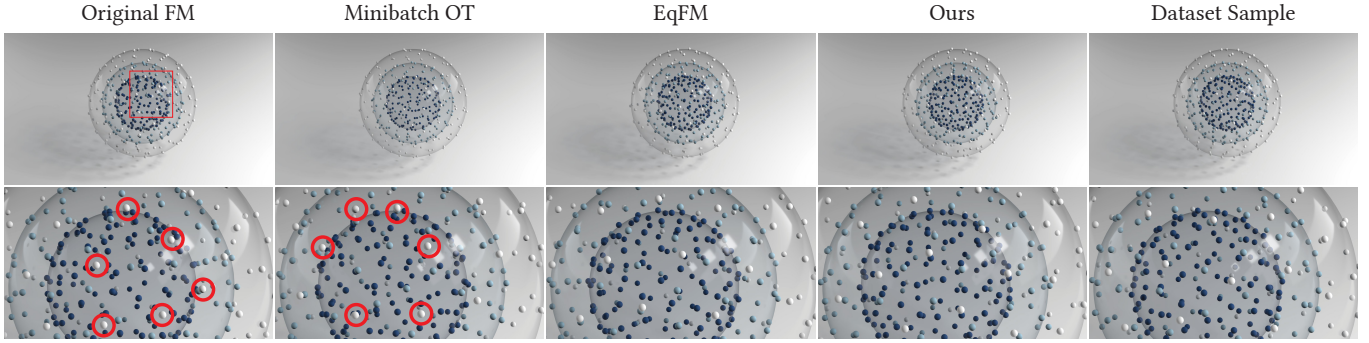 Original FM
Minibatch OT
EqFM
Ours
Dataset Sample